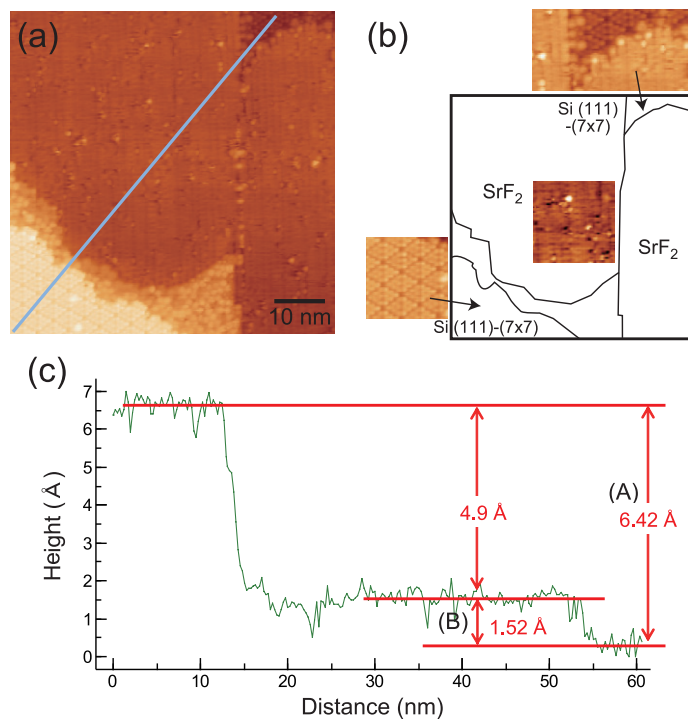 (a)
10 nm
(b)
Si (111)
-(7x7)
SrF2
SrF2
Si (111)-(7x7)
(c)
7
6
5
4
3
2
1
0
Height (Å)
(A)
4.9 Å
6.42 Å
(B)
1.52 Å
0
10
20
30
40
50
60
Distance (nm)